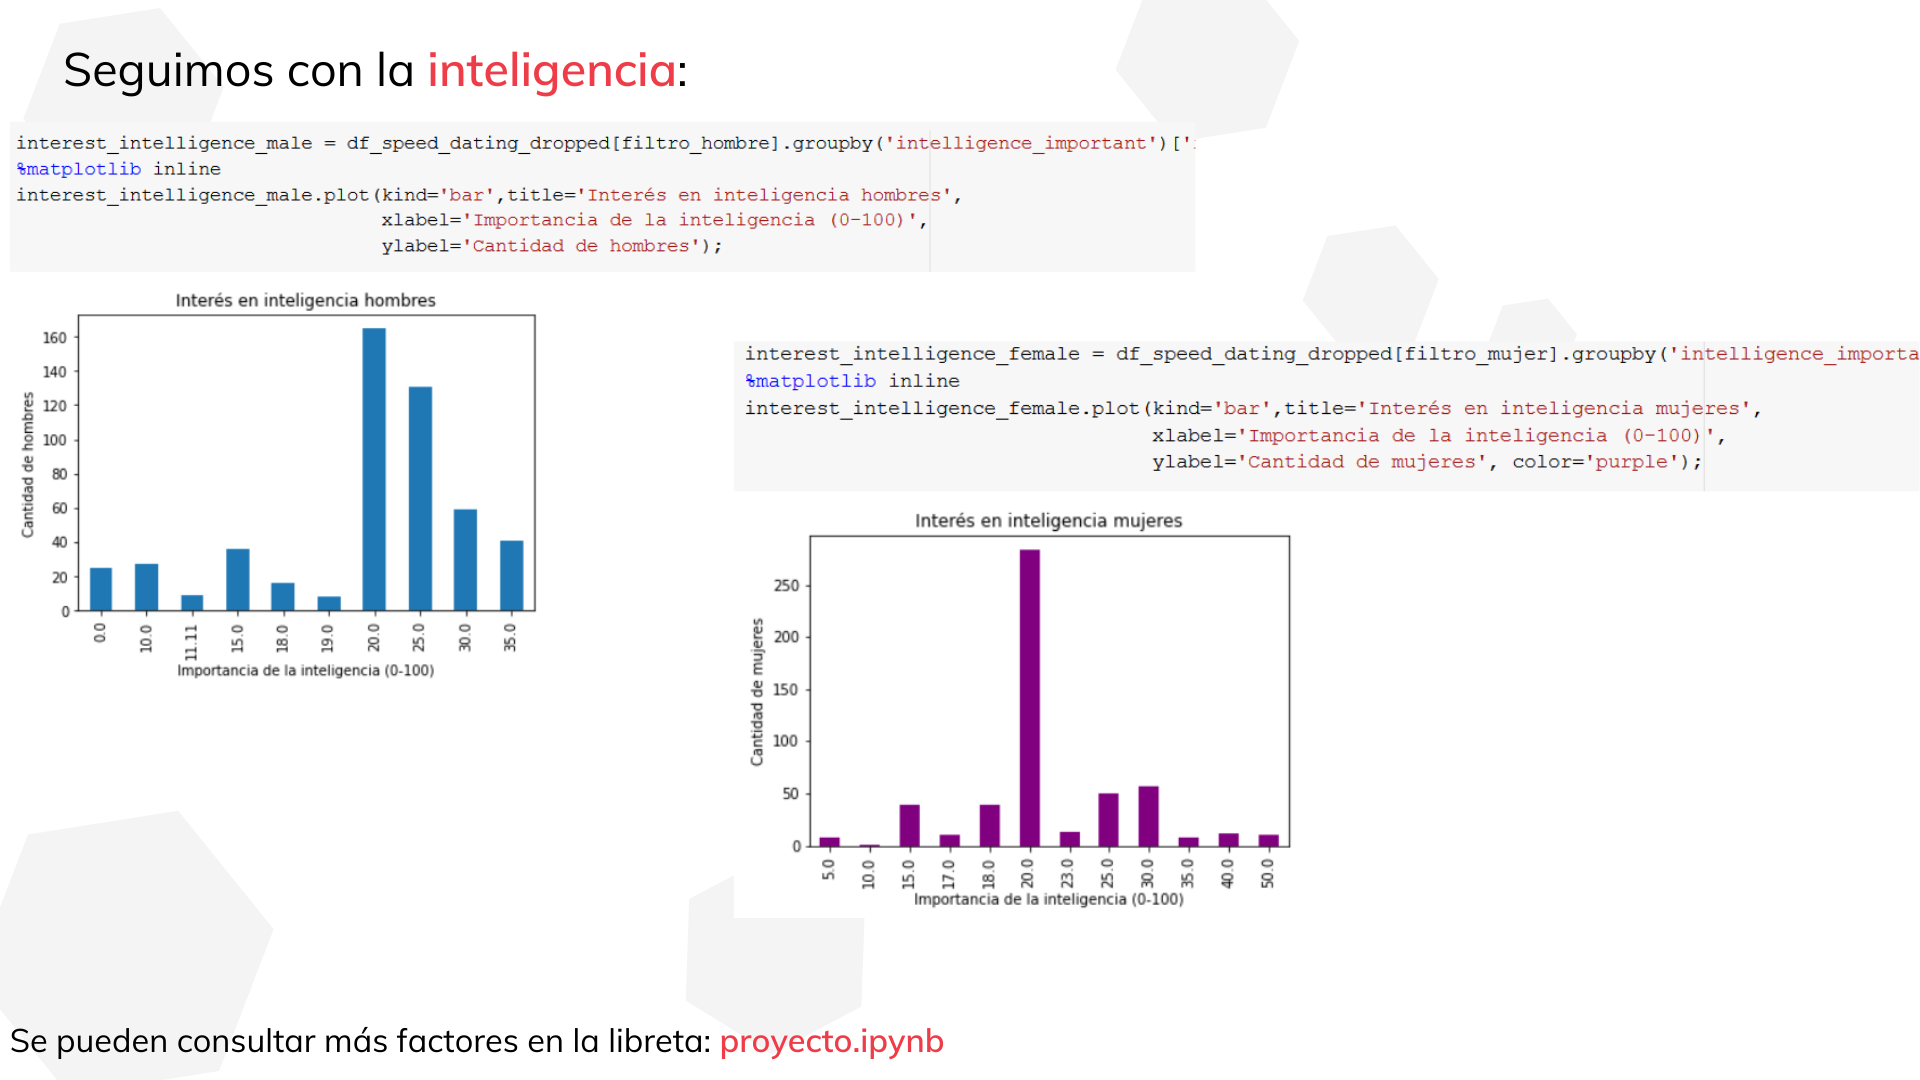 Seguimos con la inteligencia:
interest_intelligence_male = df_speed_dating_dropped[filtro_hombre].groupby('intelligence_important')['
%matplotlib inline
interest_intelligence_male.plot(kind='bar',title='Interés en inteligencia hombres',
xlabel='Importancia de la inteligencia (0-100)',
ylabel='Cantidad de hombres');
Interés en inteligencia hombres
Cantidad de hombres
160
140
120
100
80
60
40
20
0
0.0 10.0 11.11 15.0 18.0 19.0 20.0 25.0 30.0 35.0
Importancia de la inteligencia (0-100)
interest_intelligence_female = df_speed_dating_dropped[filtro_mujer].groupby('intelligence_importa
%matplotlib inline
interest_intelligence_female.plot(kind='bar',title='Interés en inteligencia mujeres',
xlabel='Importancia de la inteligencia (0-100)',
ylabel='Cantidad de mujeres', color='purple');
Interés en inteligencia mujeres
Cantidad de mujeres
250
200
150
100
50
0
5.0 10.0 15.0 17.0 18.0 20.0 23.0 25.0 30.0 35.0 40.0 50.0
Importancia de la inteligencia (0-100)
Se pueden consultar más factores en la libreta: proyecto.ipynb